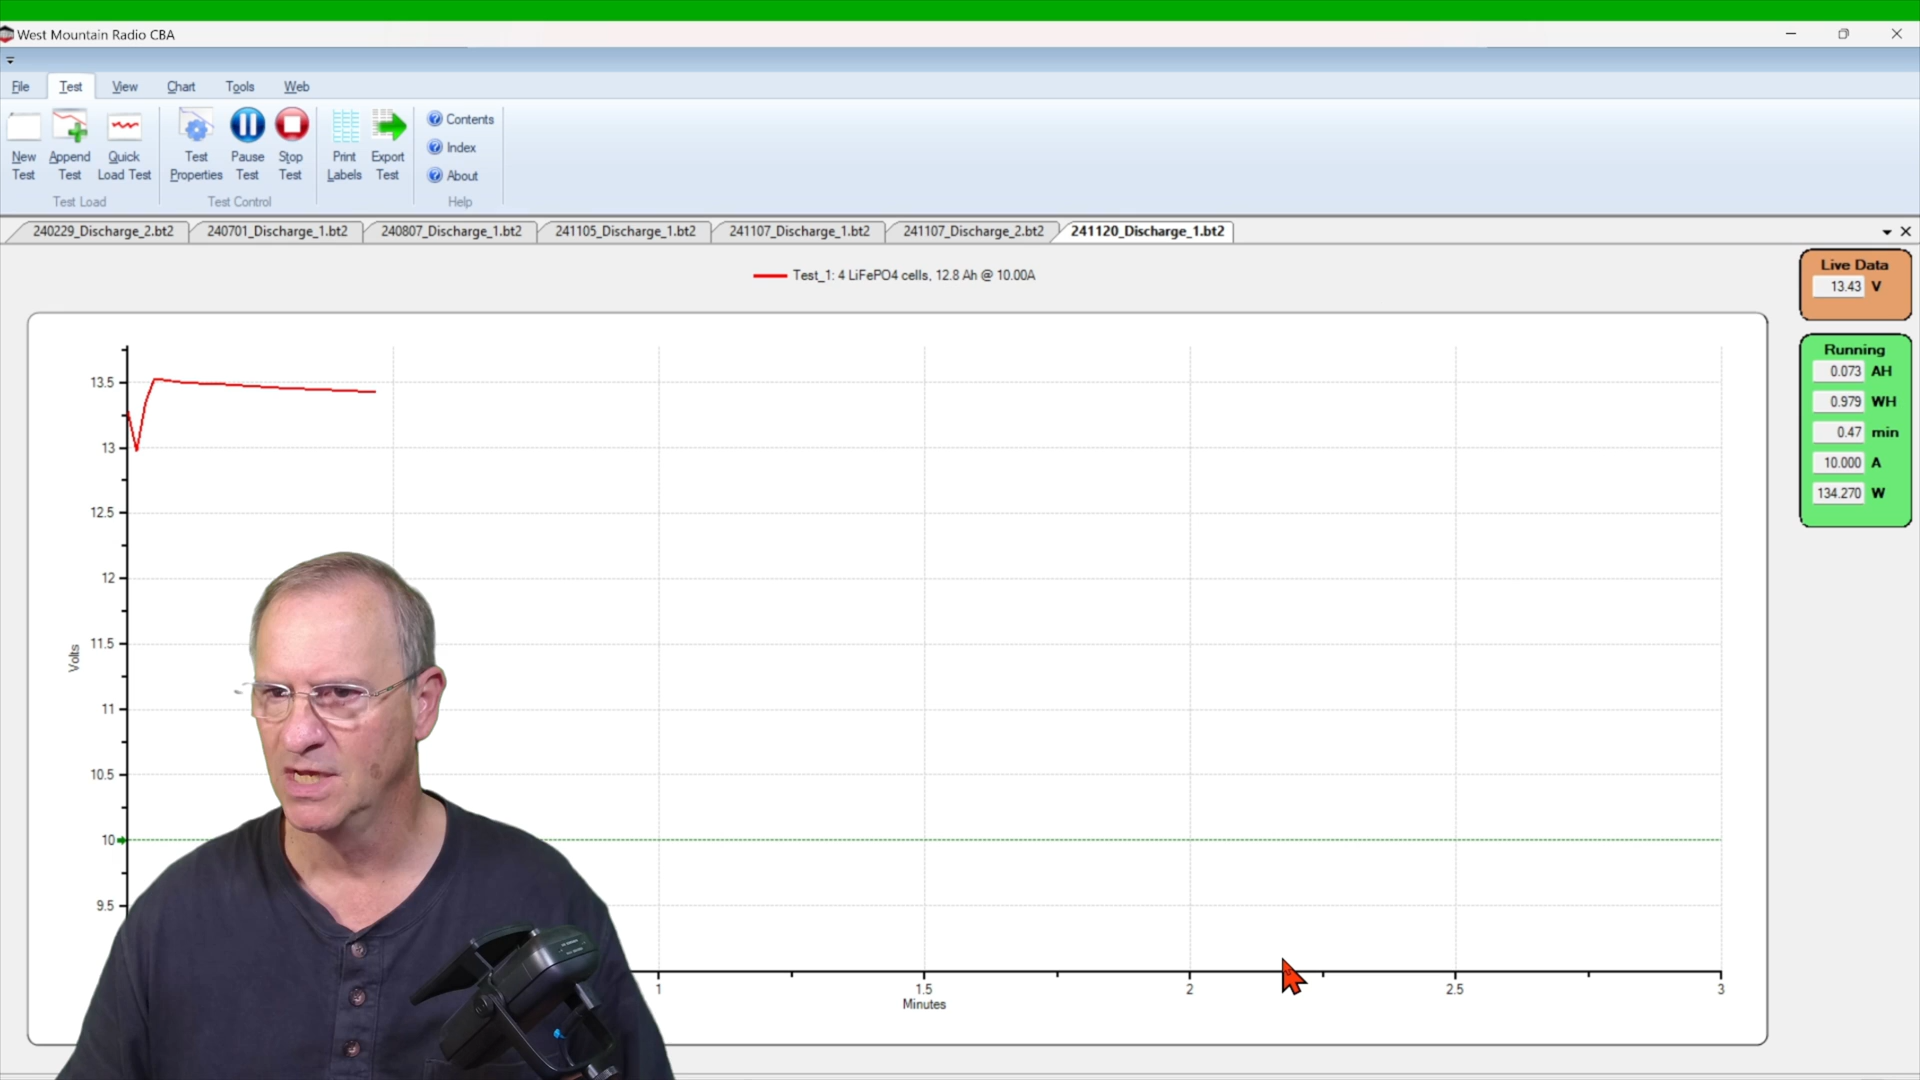 West Mountain Radio CBA
File Test View Chart Tools Web
New Test
Append Test
Quick Load Test
Test Load
Test Properties
Pause Test
Stop Test
Test Control
Print Labels
Export Test
Contents
Index
About
Help
240229_Discharge_2.bt2
240701_Discharge_1.bt2
240807_Discharge_1.bt2
241105_Discharge_1.bt2
241107_Discharge_1.bt2
241107_Discharge_2.bt2
241120_Discharge_1.bt2
Test_1: 4 LiFePO4 cells, 12.8 Ah @ 10.00A
Live Data
13.43 V
Running
0.073 AH
0.979 WH
0.47 min
10.000 A
134.270 W
13.5
13
12.5
12
11.5
11
10.5
10
9.5
Volts
1
1.5
2
2.5
3
Minutes